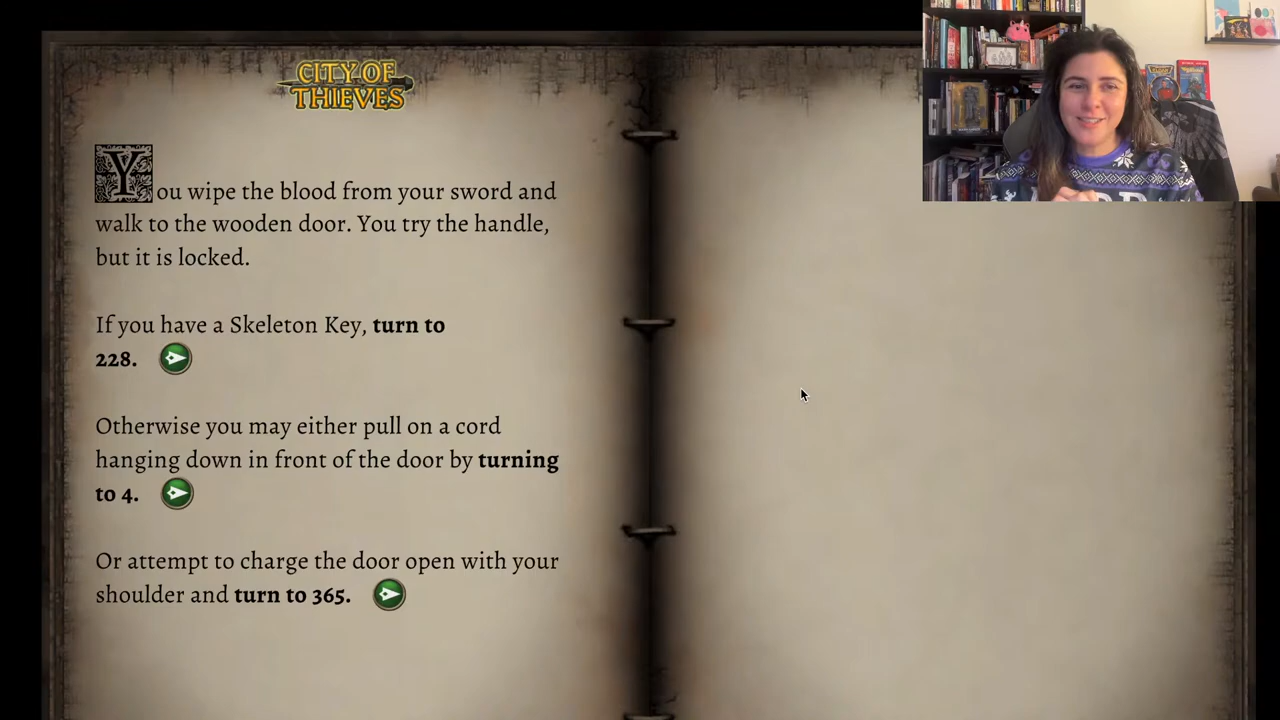 CITY OF
THIEVES
You wipe the blood from your sword and
walk to the wooden door. You try the handle,
but it is locked.
If you have a Skeleton Key, turn to
228.
Otherwise you may either pull on a cord
hanging down in front of the door by turning
to 4.
Or attempt to charge the door open with your
shoulder and turn to 365.